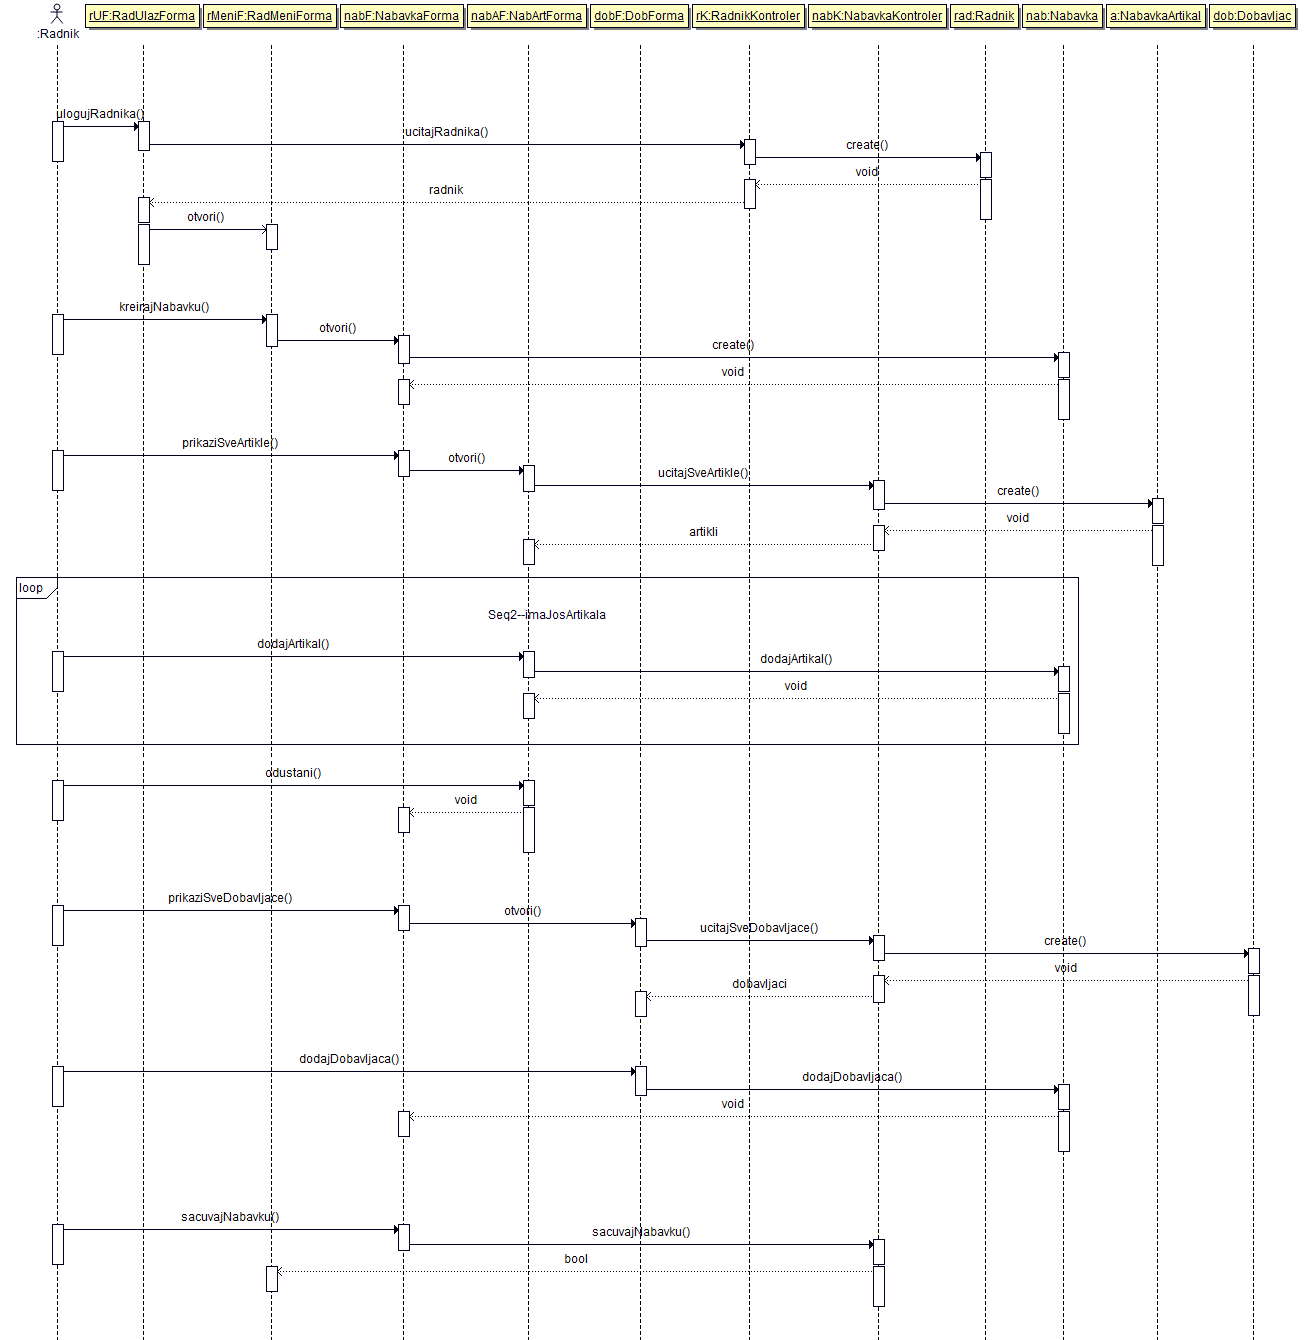 :Radnik
rUF:RadUlazForma
rMeniF:RadMeniForma
nabF:NabavkaForma
nabAF:NabArtForma
dobF:DobForma
rK:RadnikKontroler
nabK:NabavkaKontroler
rad:Radnik
nab:Nabavka
a:NabavkaArtikal
dob:Dobavljac
ulogujRadnika()
ucitajRadnika()
create()
void
radnik
otvori()
kreirajNabavku()
otvori()
create()
void
prikaziSveArtikle()
otvori()
ucitajSveArtikle()
create()
void
artikli
loop
Seq2--imaJosArtikala
dodajArtikal()
dodajArtikal()
void
odustani()
void
prikaziSveDobavljace()
otvori()
ucitajSveDobavljace()
create()
void
dobavljaci
dodajDobavljaca()
dodajDobavljaca()
void
sacuvajNabavku()
sacuvajNabavku()
bool